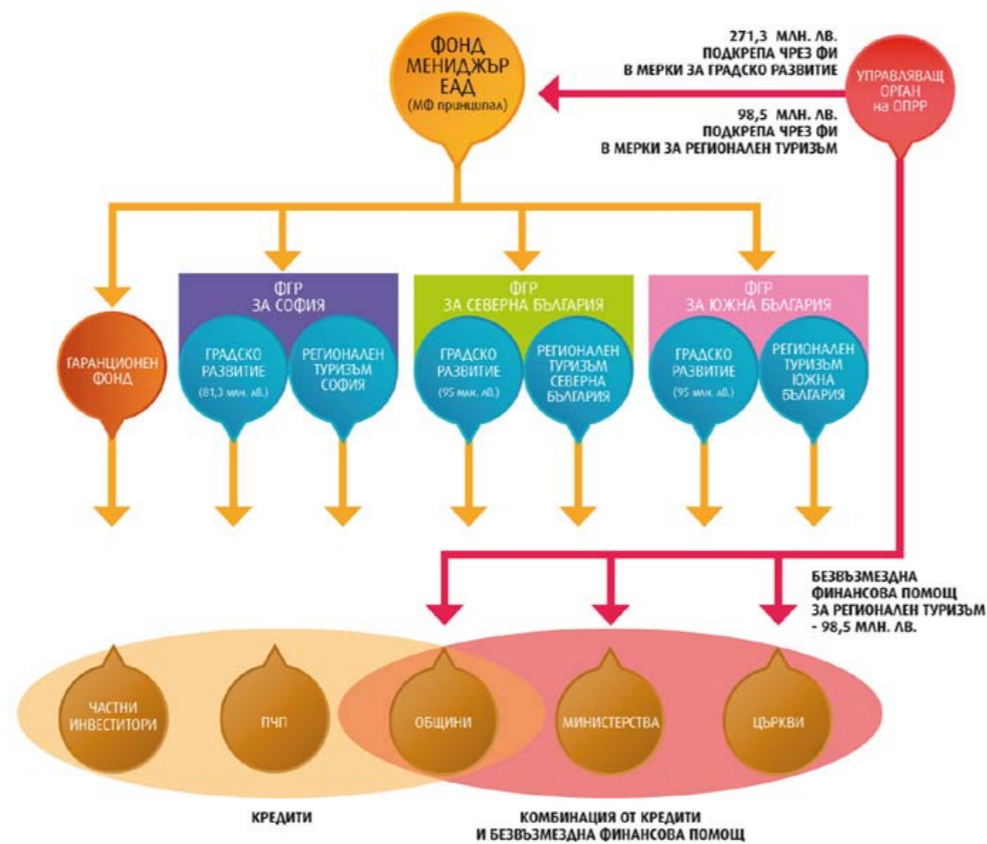 ФОНД
МЕНИДЖЪР
ЕАД
(МФ принципал)
271,3 МЛН. ЛВ.
ПОДКРЕПА ЧРЕЗ ФИ
В МЕРКИ ЗА ГРАДСКО РАЗВИТИЕ
98,5 МЛН. ЛВ.
ПОДКРЕПА ЧРЕЗ ФИ
В МЕРКИ ЗА РЕГИОНАЛЕН ТУРИЗЪМ
УПРАВЛЯВАЩ
ОРГАН
на ОПРР
ГАРАНЦИОНЕН
ФОНД
ФГР
ЗА СОФИЯ
ГРАДСКО
РАЗВИТИЕ
(81,3 млн. лв.)
РЕГИОНАЛЕН
ТУРИЗЪМ
СОФИЯ
ФГР
ЗА СЕВЕРНА БЪЛГАРИЯ
ГРАДСКО
РАЗВИТИЕ
(95 млн. лв.)
РЕГИОНАЛЕН
ТУРИЗЪМ
СЕВЕРНА
БЪЛГАРИЯ
ФГР
ЗА ЮЖНА БЪЛГАРИЯ
ГРАДСКО
РАЗВИТИЕ
(95 млн. лв.)
РЕГИОНАЛЕН
ТУРИЗЪМ
ЮЖНА
БЪЛГАРИЯ
БЕЗВЪЗМЕЗДНА
ФИНАНСОВА ПОМОЩ
ЗА РЕГИОНАЛЕН ТУРИЗЪМ
- 98,5 МЛН. ЛВ.
ЧАСТНИ
ИНВЕСТИТОРИ
ПЧП
ОБЩИНИ
МИНИСТЕРСТВА
ЦЪРКВИ
КРЕДИТИ
КОМБИНАЦИЯ ОТ КРЕДИТИ
И БЕЗВЪЗМЕЗДНА ФИНАНСОВА ПОМОЩ